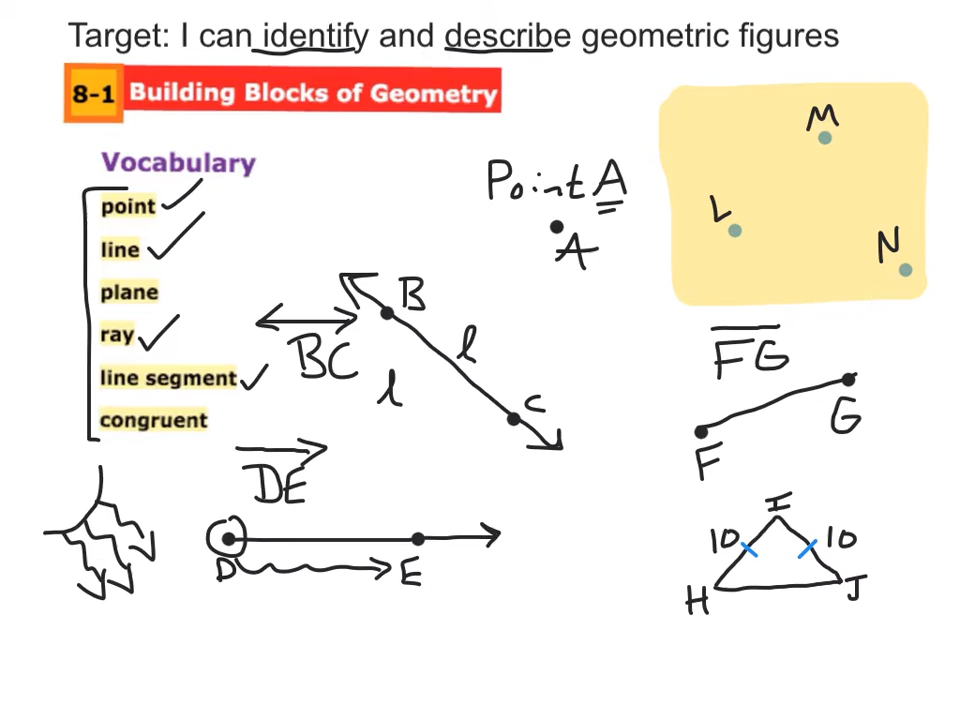 Target: I can identify and describe geometric figures
8-1 Building Blocks of Geometry
Vocabulary
point
line
plane
ray
line segment
congruent
Point A
A
M
L
N
B
l
C
BC
l
FG
F
G
DE
D
E
I
10
10
H
J